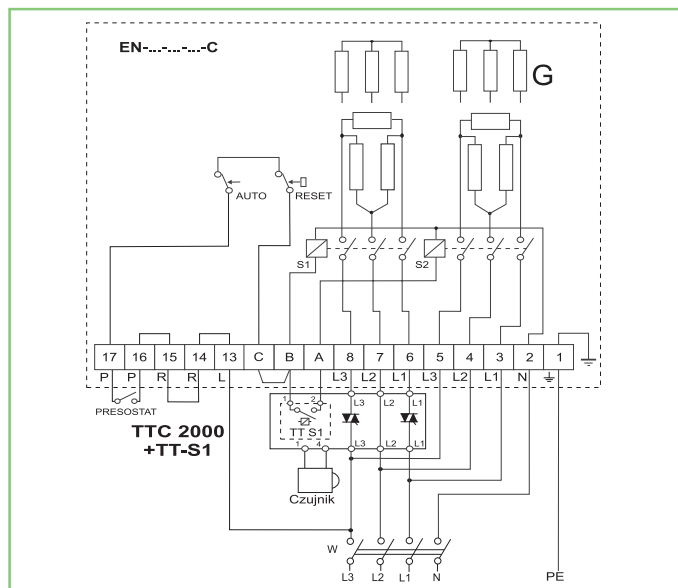 EN-...-...-...-C
G
AUTO
RESET
S1
S2
17 16 15 14 13 C B A 8 7 6 5 4 3 2 1
P P R R L L3 L2 L1 L3 L2 L1 N
PRESOSTAT
1 2 L3 L2 L1
TT S1
L3 L2 L1
1 4
TTC 2000
+TT-S1
Czujnik
W
L3 L2 L1 N
PE